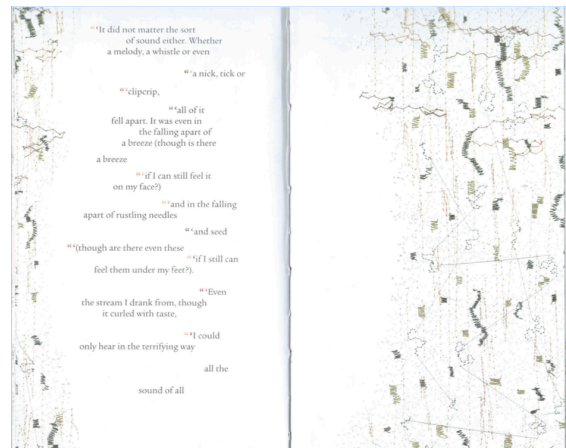 “‘It did not matter the sort
of sound either. Whether
a melody, a whistle or even
“‘a nick, tick or
“‘clipcrip,
“‘all of it
fell apart. It was even in
the falling apart of
a breeze (though is there
a breeze
“‘if I can still feel it
on my face?)
“‘and in the falling
apart of rustling needles
“‘and seed
“‘(though are there even these
“‘if I still can
feel them under my feet?).
“‘Even
the stream I drank from, though
it curled with taste,
“‘I could
only hear in the terrifying way
all the
sound of all